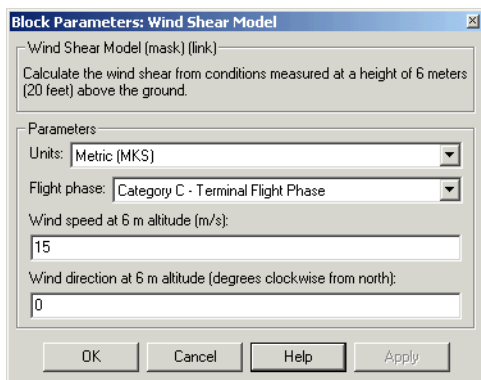 Block Parameters: Wind Shear Model
Wind Shear Model (mask) (link)
Calculate the wind shear from conditions measured at a height of 6 meters
(20 feet) above the ground.
Parameters
Units: Metric (MKS)
Flight phase: Category C - Terminal Flight Phase
Wind speed at 6 m altitude (m/s):
15
Wind direction at 6 m altitude (degrees clockwise from north):
0
OK Cancel Help Apply